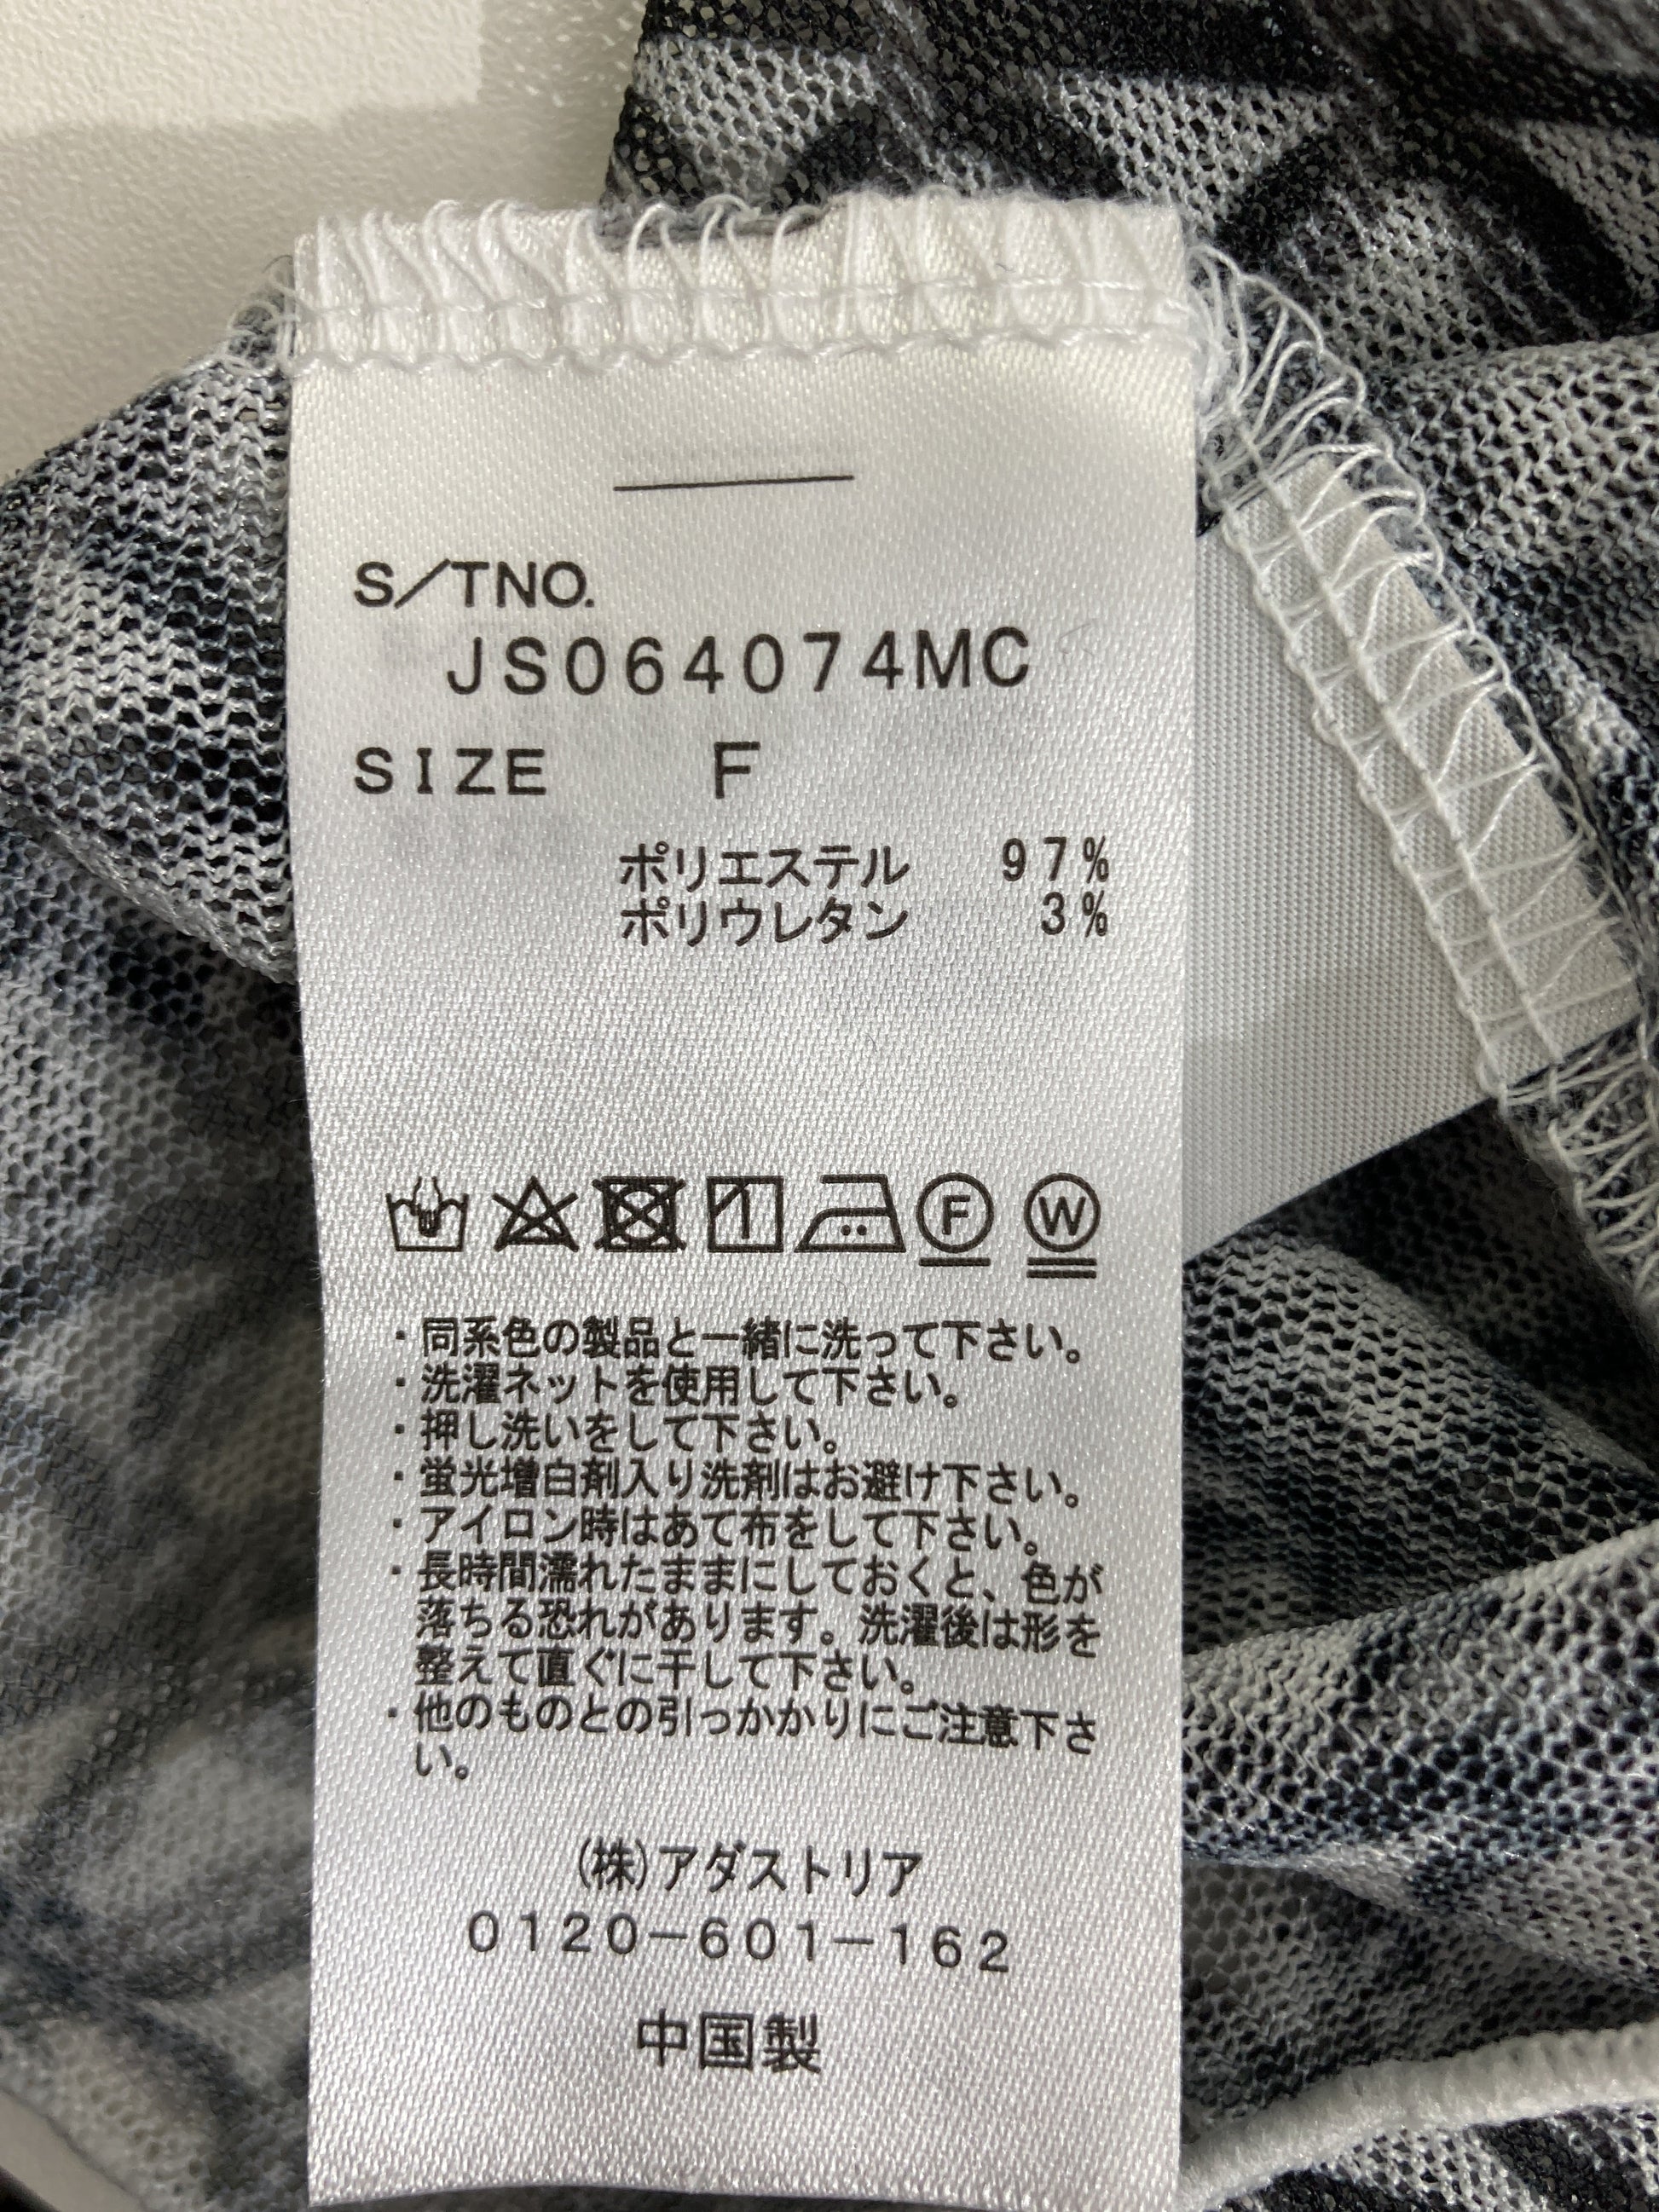 S/TNO.
JS064074MC
SIZE F
ポリエステル 97%
ポリウレタン 3%
F W
・同系色の製品と一緒に洗って下さい。
・洗濯ネットを使用して下さい。
・押し洗いをして下さい。
・蛍光増白剤入り洗剤はお避け下さい。
・アイロン時はあて布をして下さい。
・長時間濡れたままにしておくと、色が
落ちる恐れがあります。洗濯後は形を
整えて直ぐに干して下さい。
・他のものとの引っかかりにご注意下さ
い。
(株)アダストリア
0120-601-162
中国製